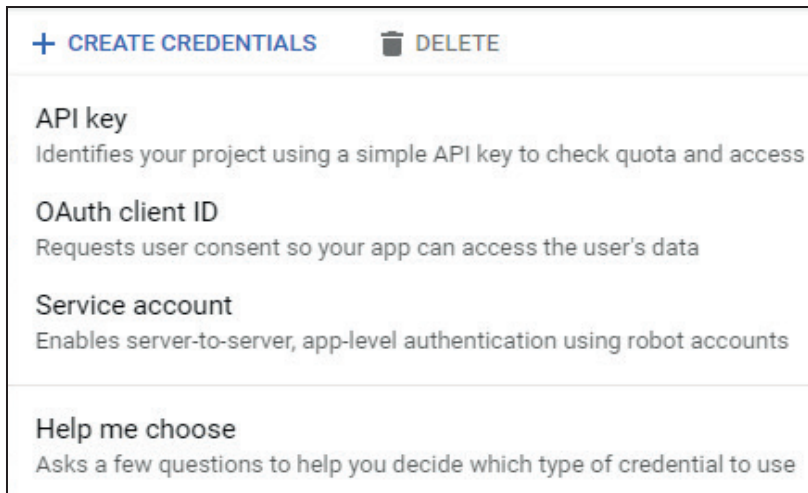 + CREATE CREDENTIALS DELETE
API key
Identifies your project using a simple API key to check quota and access
OAuth client ID
Requests user consent so your app can access the user's data
Service account
Enables server-to-server, app-level authentication using robot accounts
Help me choose
Asks a few questions to help you decide which type of credential to use